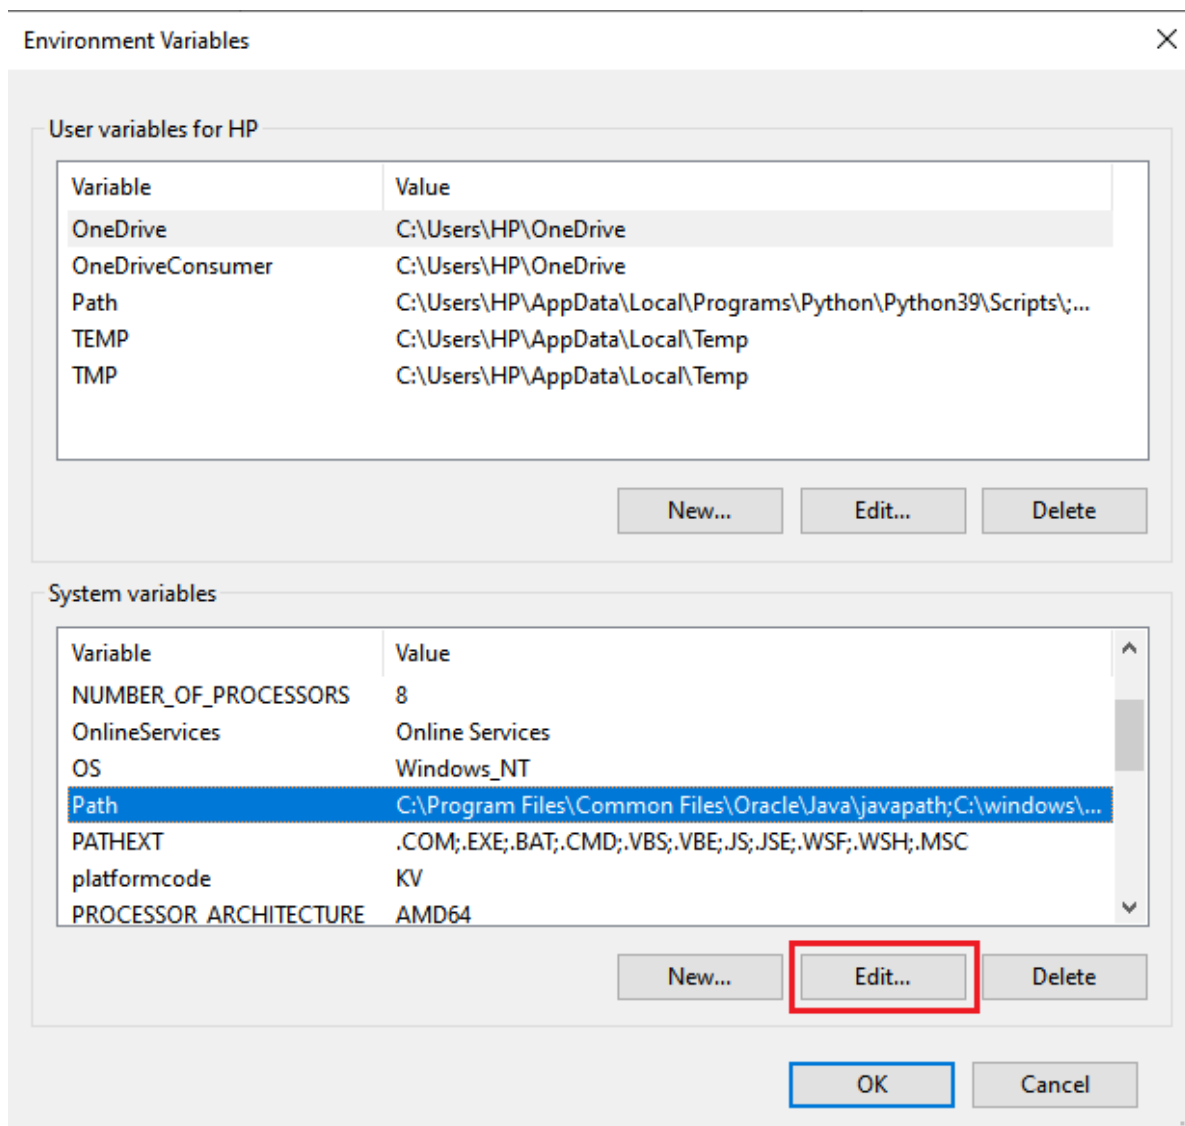 Environment Variables
User variables for HP
Variable Value
OneDrive C:\Users\HP\OneDrive
OneDriveConsumer C:\Users\HP\OneDrive
Path C:\Users\HP\AppData\Local\Programs\Python\Python39\Scripts\;...
TEMP C:\Users\HP\AppData\Local\Temp
TMP C:\Users\HP\AppData\Local\Temp
New... Edit... Delete
System variables
Variable Value
NUMBER_OF_PROCESSORS 8
OnlineServices Online Services
OS Windows_NT
Path C:\Program Files\Common Files\Oracle\Java\javapath;C:\windows\...
PATHEXT .COM;.EXE;.BAT;.CMD;.VBS;.VBE;.JS;.JSE;.WSF;.WSH;.MSC
platformcode KV
PROCESSOR_ARCHITECTURE AMD64
New... Edit... Delete
OK Cancel